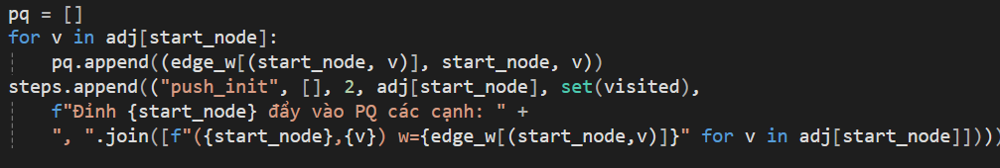 pq = []
for v in adj[start_node]:
    pq.append((edge_w[(start_node, v)], start_node, v))
steps.append(("push_init", [], 2, adj[start_node], set(visited),
    f"Đỉnh {start_node} đẩy vào PQ các cạnh: " +
    ", ".join([f"({start_node},{v}) w={edge_w[(start_node,v)]}" for v in adj[start_node]])))